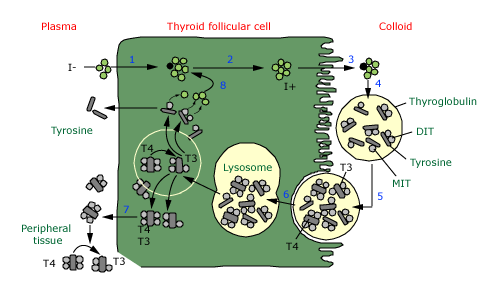 Plasma
Thyroid follicular cell
Colloid
I-
1
2
3
I+
8
4
Thyroglobulin
DIT
Tyrosine
MIT
Tyrosine
T4
T3
Lysosome
T3
6
5
7
T4
T3
T4
Peripheral
tissue
T4
T3